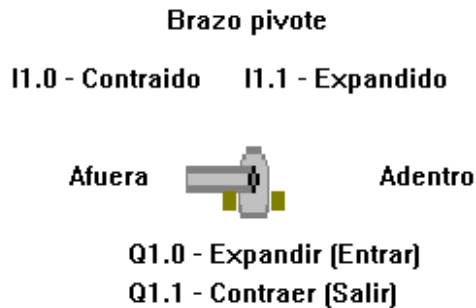 Brazo pivote
I1.0 - Contraido I1.1 - Expandido
Afuera Adentro
Q1.0 - Expandir (Entrar)
Q1.1 - Contraer (Salir)